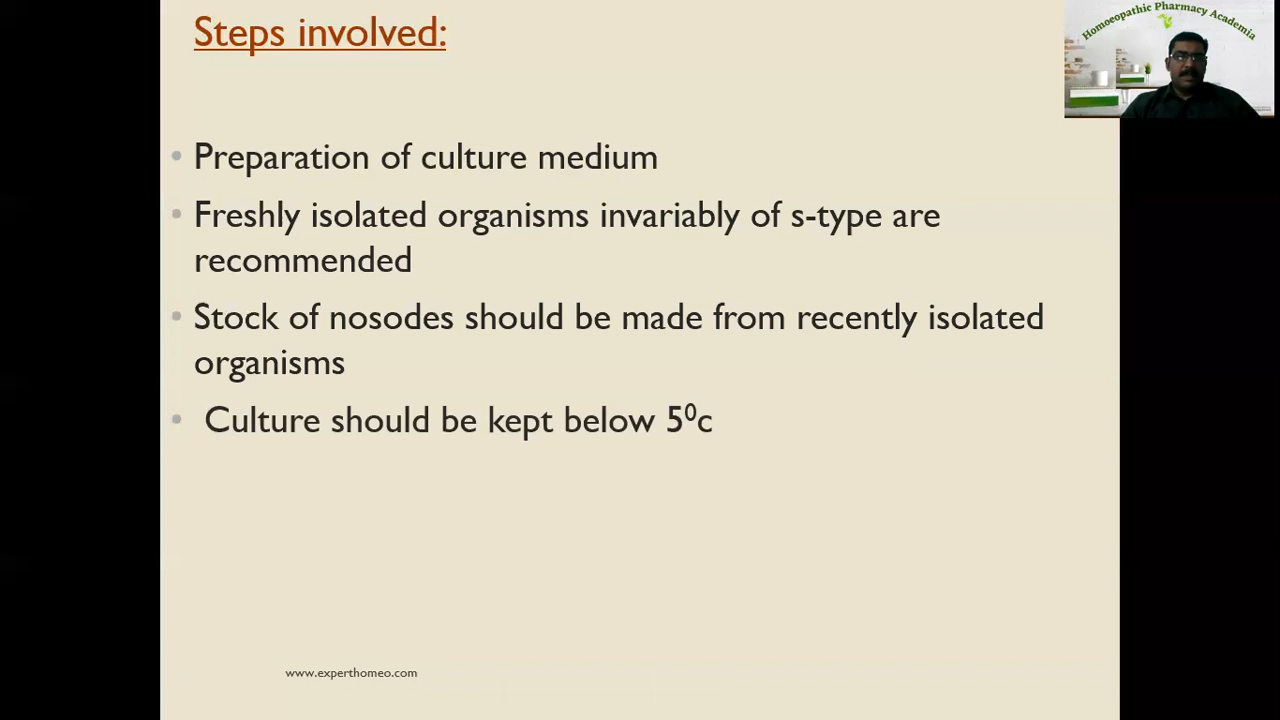 Steps involved:
Homoeopathic Pharmacy Academia
• Preparation of culture medium
• Freshly isolated organisms invariably of s-type are
recommended
• Stock of nosodes should be made from recently isolated
organisms
• Culture should be kept below 5⁰c
www.experthomeo.com